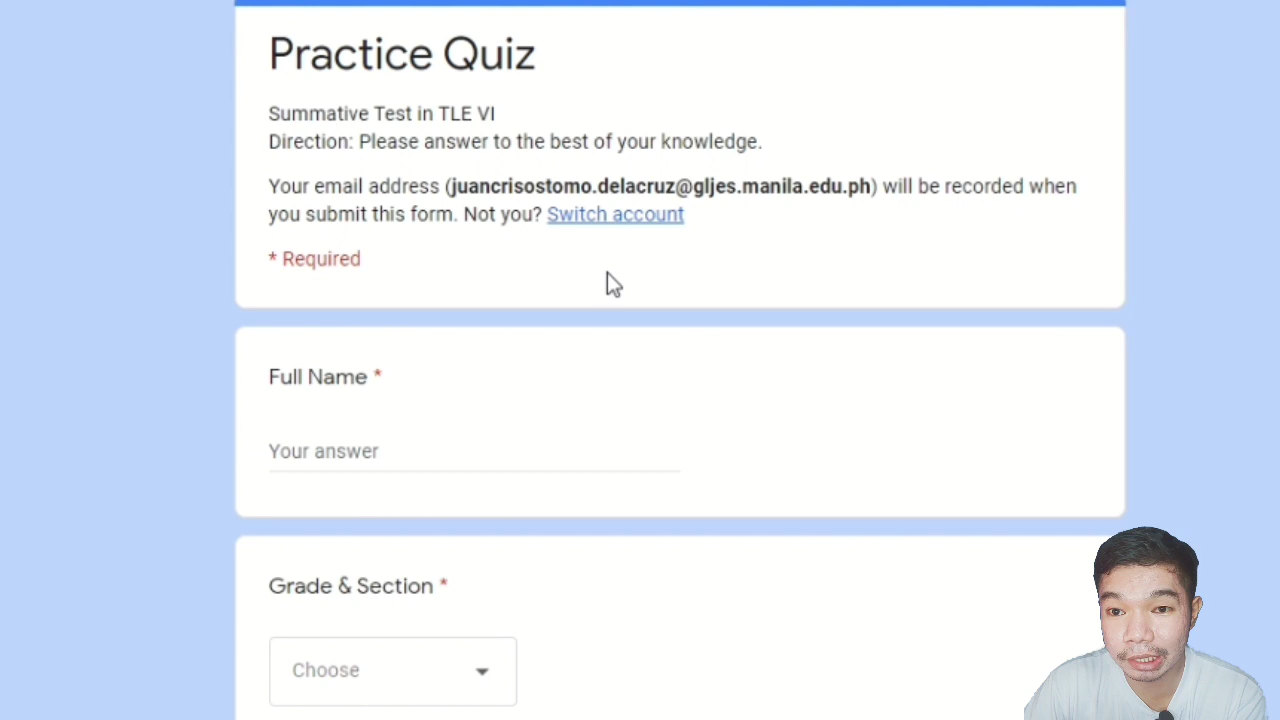 Practice Quiz
Summative Test in TLE VI
Direction: Please answer to the best of your knowledge.
Your email address (juancrisostomo.delacruz@gljes.manila.edu.ph) will be recorded when
you submit this form. Not you? Switch account
* Required
Full Name *
Your answer
Grade & Section *
Choose